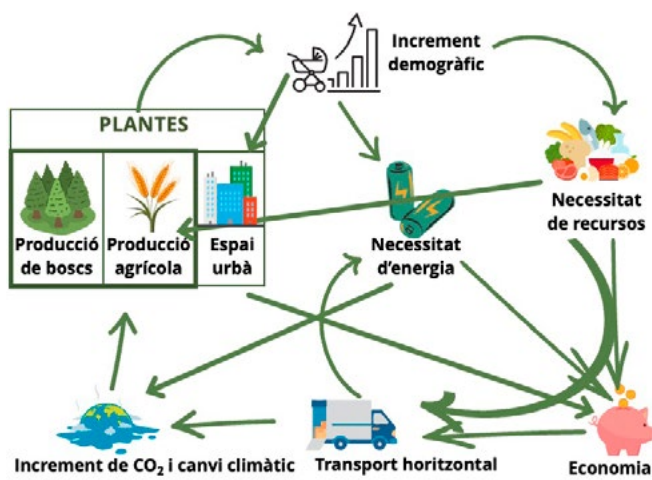 Increment
demogràfic
PLANTES
Producció
de boscs
Producció
agrícola
Espai
urbà
Necessitat
d'energia
Necessitat
de recursos
Increment de CO₂ i canvi climàtic
Transport horitzontal
Economia